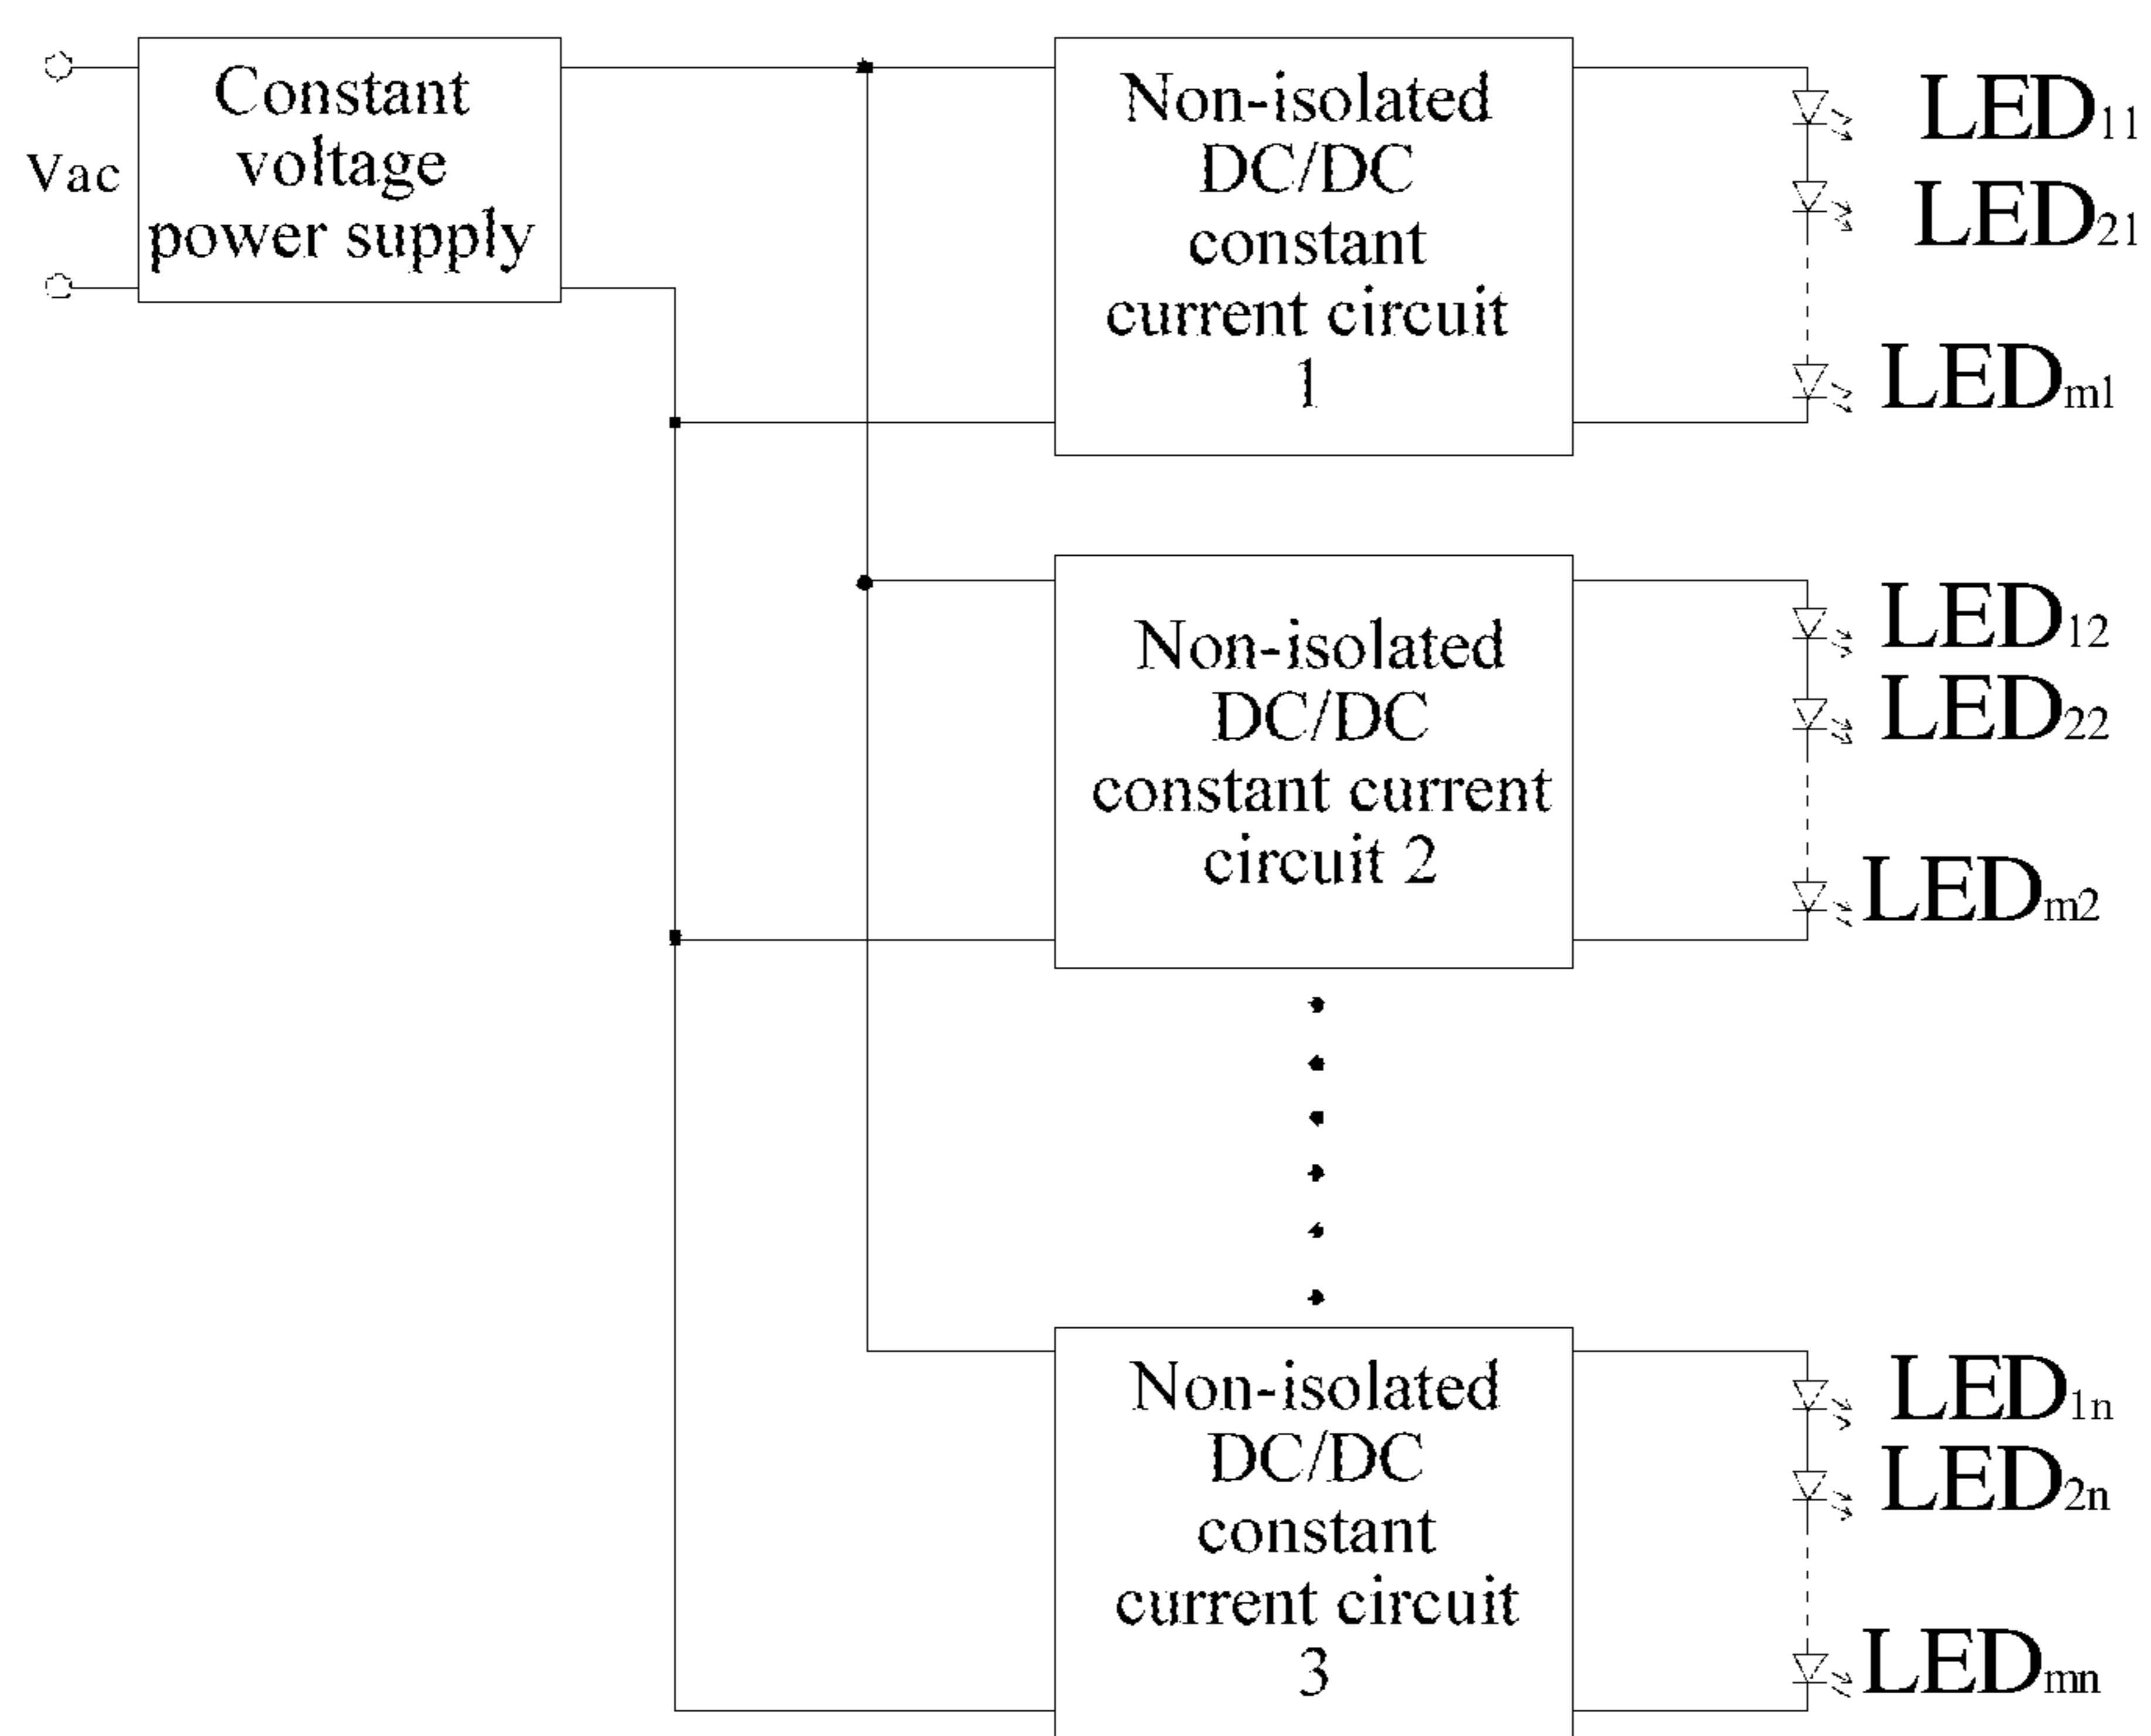 Vac
Constant
voltage
power supply
Non-isolated
DC/DC
constant
current circuit
1
LED11
LED21
LEDm1
Non-isolated
DC/DC
constant current
circuit 2
LED12
LED22
LEDm2
Non-isolated
DC/DC
constant
current circuit
3
LED1n
LED2n
LEDmn